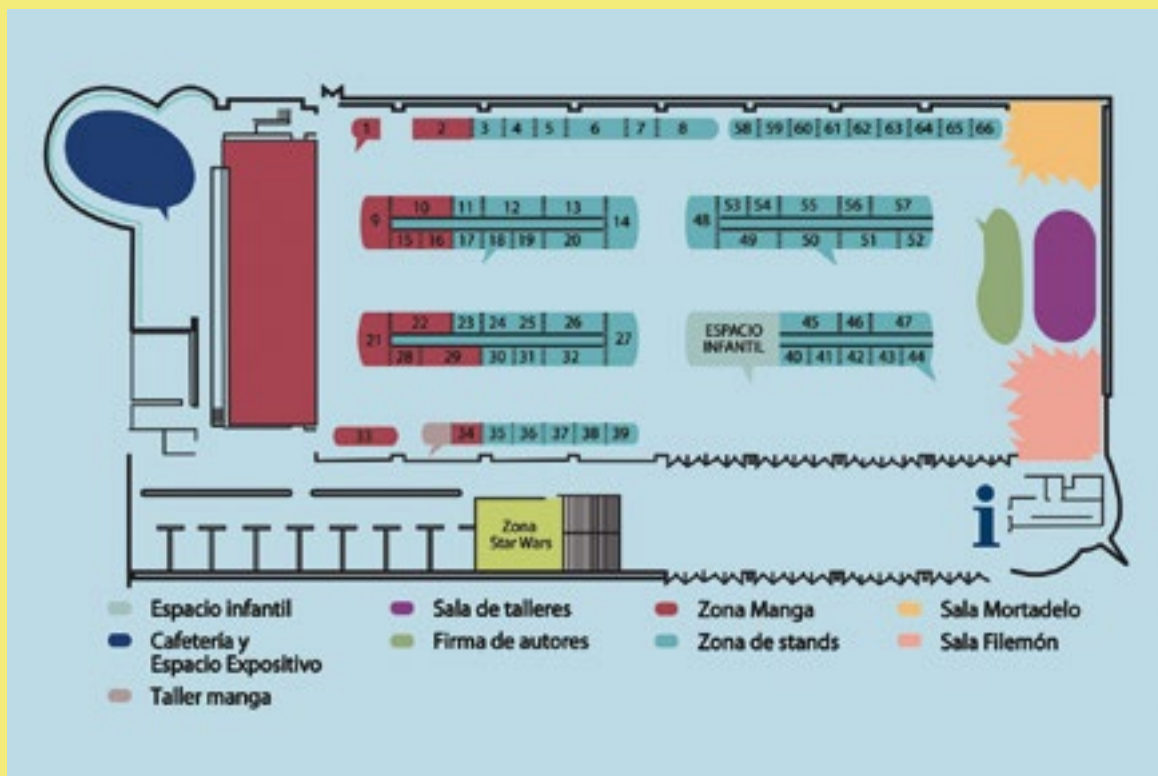 1 2 3 4 5 6 7 8 58 59 60 61 62 63 64 65 66
10 11 12 13 53 54 55 56 57
9 14 48
15 16 17 18 19 20 49 50 51 52
22 23 24 25 26 ESPACIO 45 46 47
21 27 INFANTIL
28 29 30 31 32 40 41 42 43 44
33 34 35 36 37 38 39
Zona
Star Wars
i
Espacio infantil
Cafetería y
Espacio Expositivo
Taller manga
Sala de talleres
Firma de autores
Zona Manga
Zona de stands
Sala Mortadelo
Sala Filemón